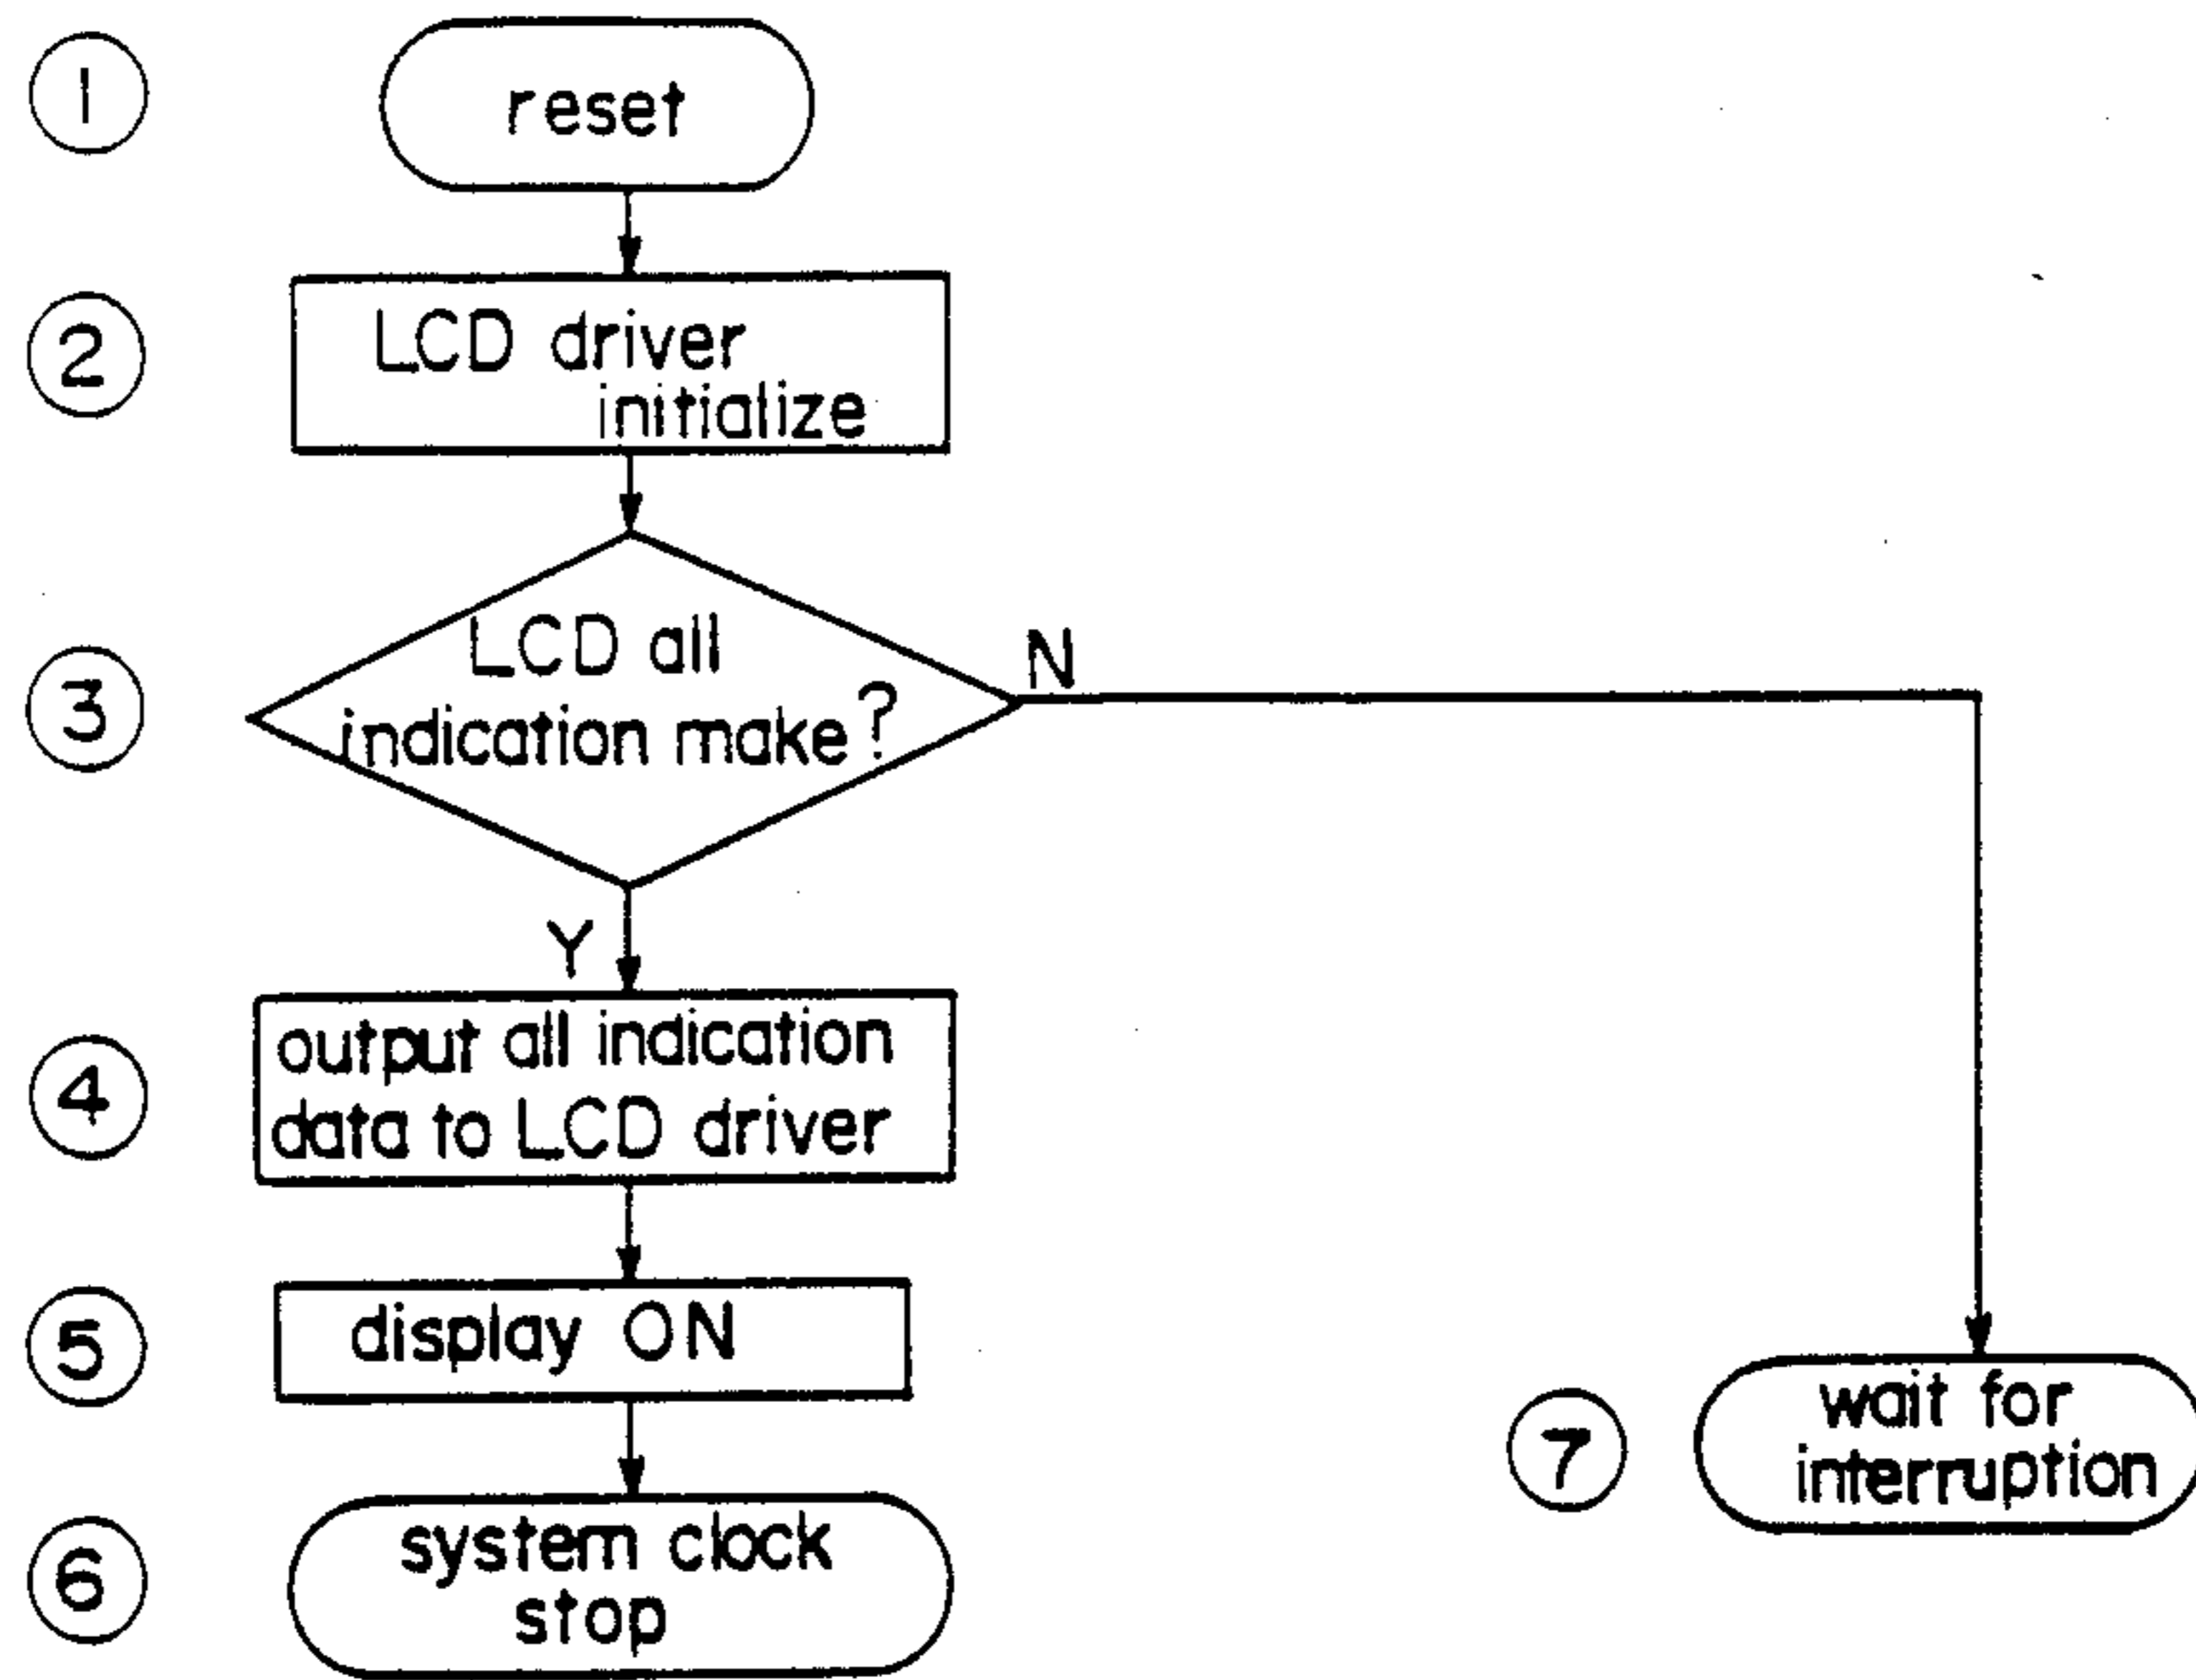 1
reset
2
LCD driver
initialize
3
LCD all
indication make?
N
Y
4
output all indication
data to LCD driver
5
display ON
7
wait for
interruption
6
system clock
stop